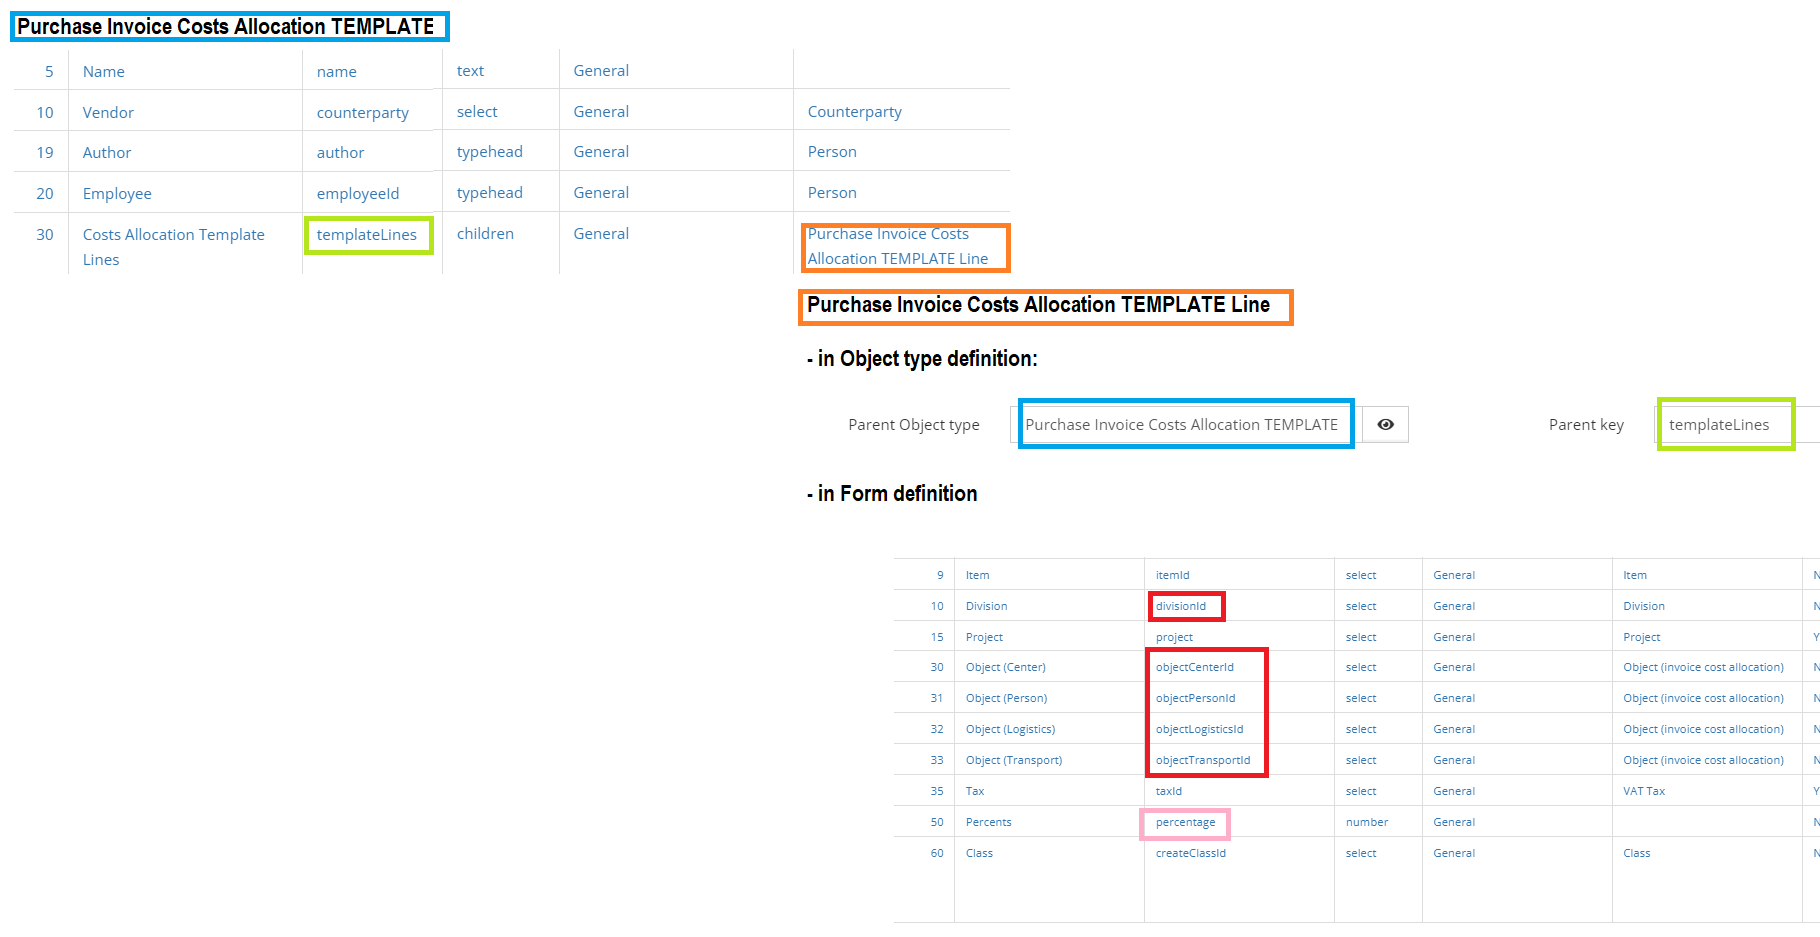 Purchase Invoice Costs Allocation TEMPLATE
5 Name name text General
10 Vendor counterparty select General Counterparty
19 Author author typehead General Person
20 Employee employeeId typehead General Person
30 Costs Allocation Template templateLines children General Purchase Invoice Costs
Lines Allocation TEMPLATE Line
Purchase Invoice Costs Allocation TEMPLATE Line
- in Object type definition:
Parent Object type Purchase Invoice Costs Allocation TEMPLATE Parent key templateLines
- in Form definition
9 Item itemId select General Item N
10 Division divisionId select General Division N
15 Project project select General Project Y
30 Object (Center) objectCenterId select General Object (invoice cost allocation) N
31 Object (Person) objectPersonId select General Object (invoice cost allocation) N
32 Object (Logistics) objectLogisticsId select General Object (invoice cost allocation) N
33 Object (Transport) objectTransportId select General Object (invoice cost allocation) N
35 Tax taxId select General VAT Tax Y
50 Percents percentage number General N
60 Class createClassId select General Class N